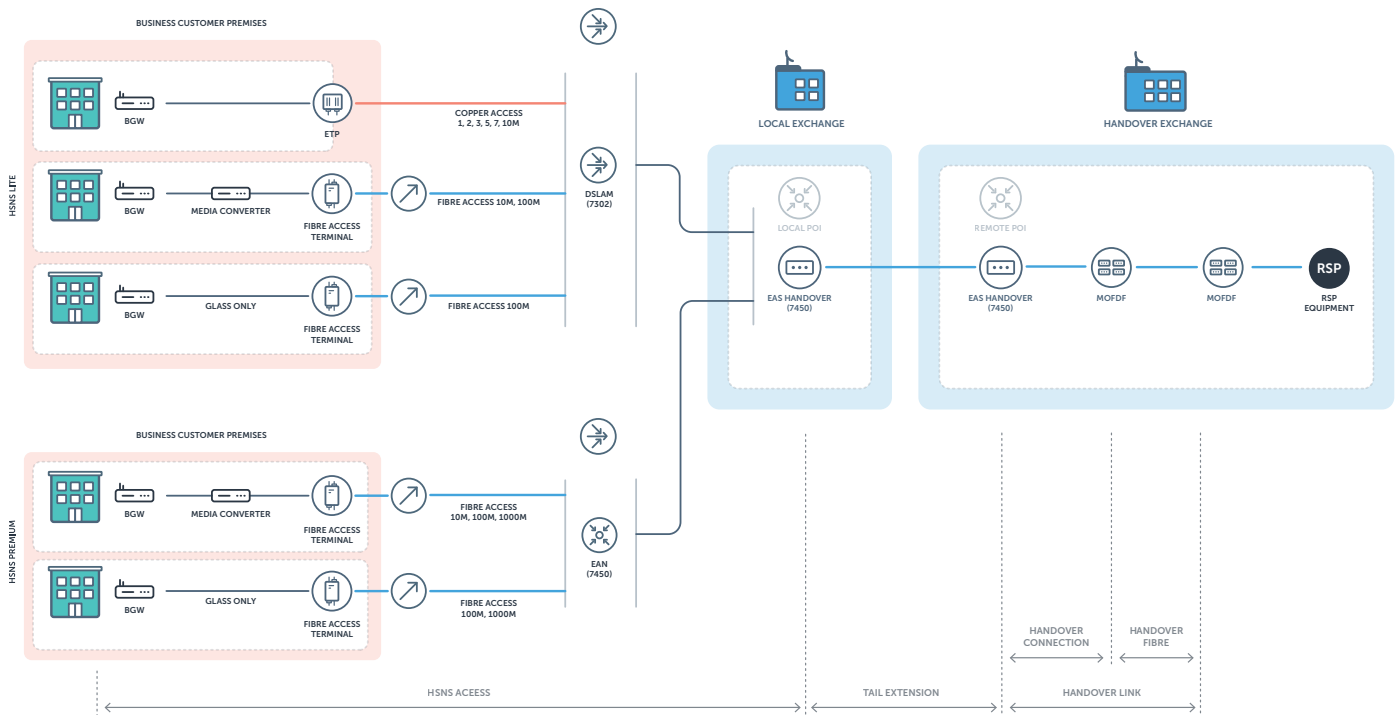 BUSINESS CUSTOMER PREMISES
HSNS LITE
BGW
ETP
COPPER ACCESS
1, 2, 3, 5, 7, 10M
BGW
MEDIA CONVERTER
FIBRE ACCESS
TERMINAL
FIBRE ACCESS 10M, 100M
BGW
GLASS ONLY
FIBRE ACCESS
TERMINAL
FIBRE ACCESS 100M
DSLAM
(7302)
LOCAL EXCHANGE
LOCAL POI
EAS HANDOVER
(7450)
HANDOVER EXCHANGE
REMOTE POI
EAS HANDOVER
(7450)
MOFDF
MOFDF
RSP
RSP
EQUIPMENT
BUSINESS CUSTOMER PREMISES
HSNS PREMIUM
BGW
MEDIA CONVERTER
FIBRE ACCESS
TERMINAL
FIBRE ACCESS
10M, 100M, 1000M
BGW
GLASS ONLY
FIBRE ACCESS
TERMINAL
FIBRE ACCESS
100M, 1000M
EAN
(7450)
HANDOVER
CONNECTION
HANDOVER
FIBRE
HSNS ACEESS
TAIL EXTENSION
HANDOVER LINK